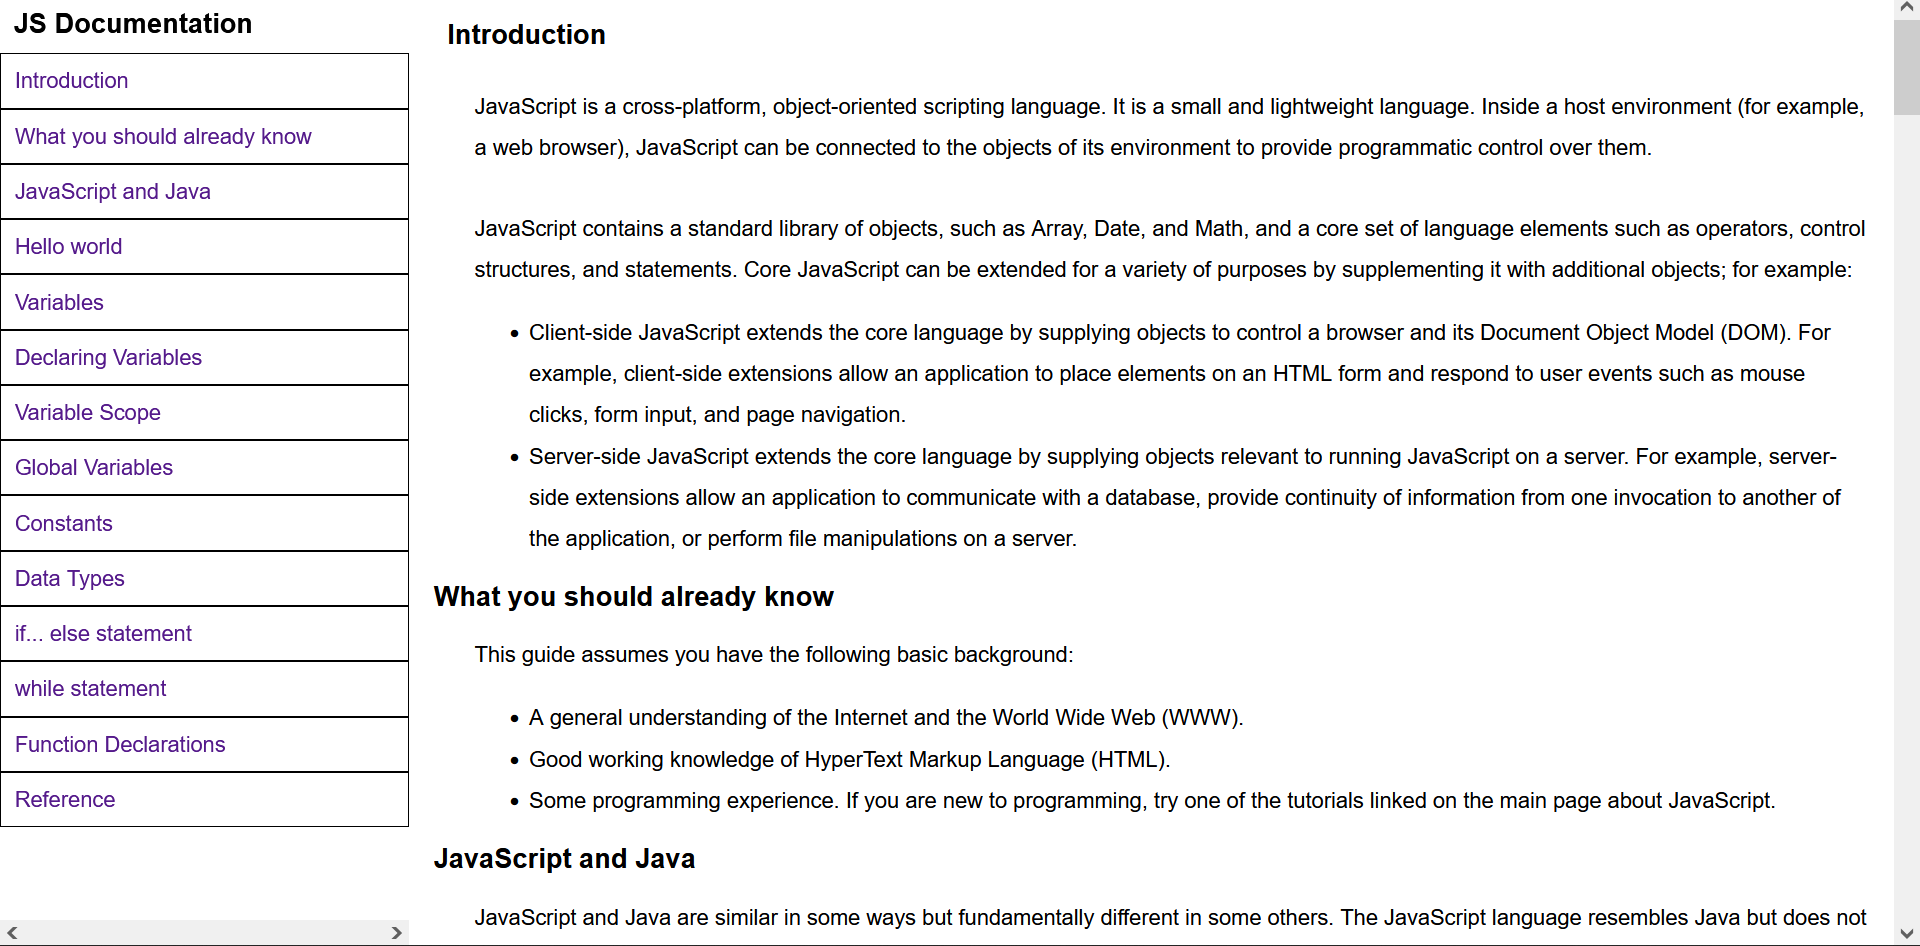 JS Documentation
Introduction
What you should already know
JavaScript and Java
Hello world
Variables
Declaring Variables
Variable Scope
Global Variables
Constants
Data Types
if... else statement
while statement
Function Declarations
Reference
Introduction
JavaScript is a cross-platform, object-oriented scripting language. It is a small and lightweight language. Inside a host environment (for example,
a web browser), JavaScript can be connected to the objects of its environment to provide programmatic control over them.
JavaScript contains a standard library of objects, such as Array, Date, and Math, and a core set of language elements such as operators, control
structures, and statements. Core JavaScript can be extended for a variety of purposes by supplementing it with additional objects; for example:
• Client-side JavaScript extends the core language by supplying objects to control a browser and its Document Object Model (DOM). For
example, client-side extensions allow an application to place elements on an HTML form and respond to user events such as mouse
clicks, form input, and page navigation.
• Server-side JavaScript extends the core language by supplying objects relevant to running JavaScript on a server. For example, server-
side extensions allow an application to communicate with a database, provide continuity of information from one invocation to another of
the application, or perform file manipulations on a server.
What you should already know
This guide assumes you have the following basic background:
• A general understanding of the Internet and the World Wide Web (WWW).
• Good working knowledge of HyperText Markup Language (HTML).
• Some programming experience. If you are new to programming, try one of the tutorials linked on the main page about JavaScript.
JavaScript and Java
JavaScript and Java are similar in some ways but fundamentally different in some others. The JavaScript language resembles Java but does not